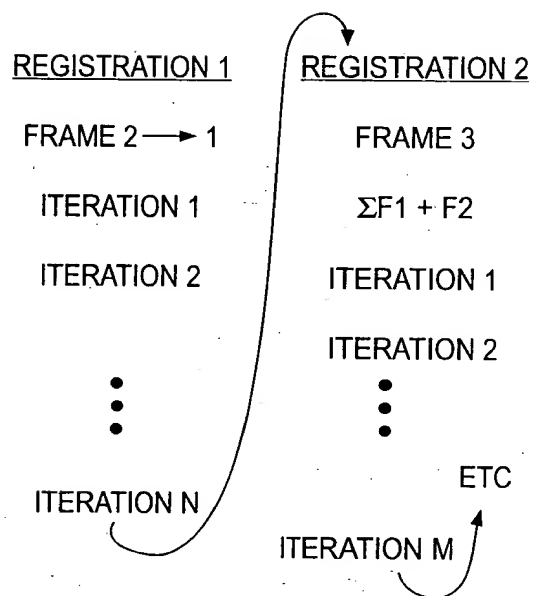 REGISTRATION 1
FRAME 2 → 1
ITERATION 1
ITERATION 2
ITERATION N
REGISTRATION 2
FRAME 3
ΣF1 + F2
ITERATION 1
ITERATION 2
ETC
ITERATION M